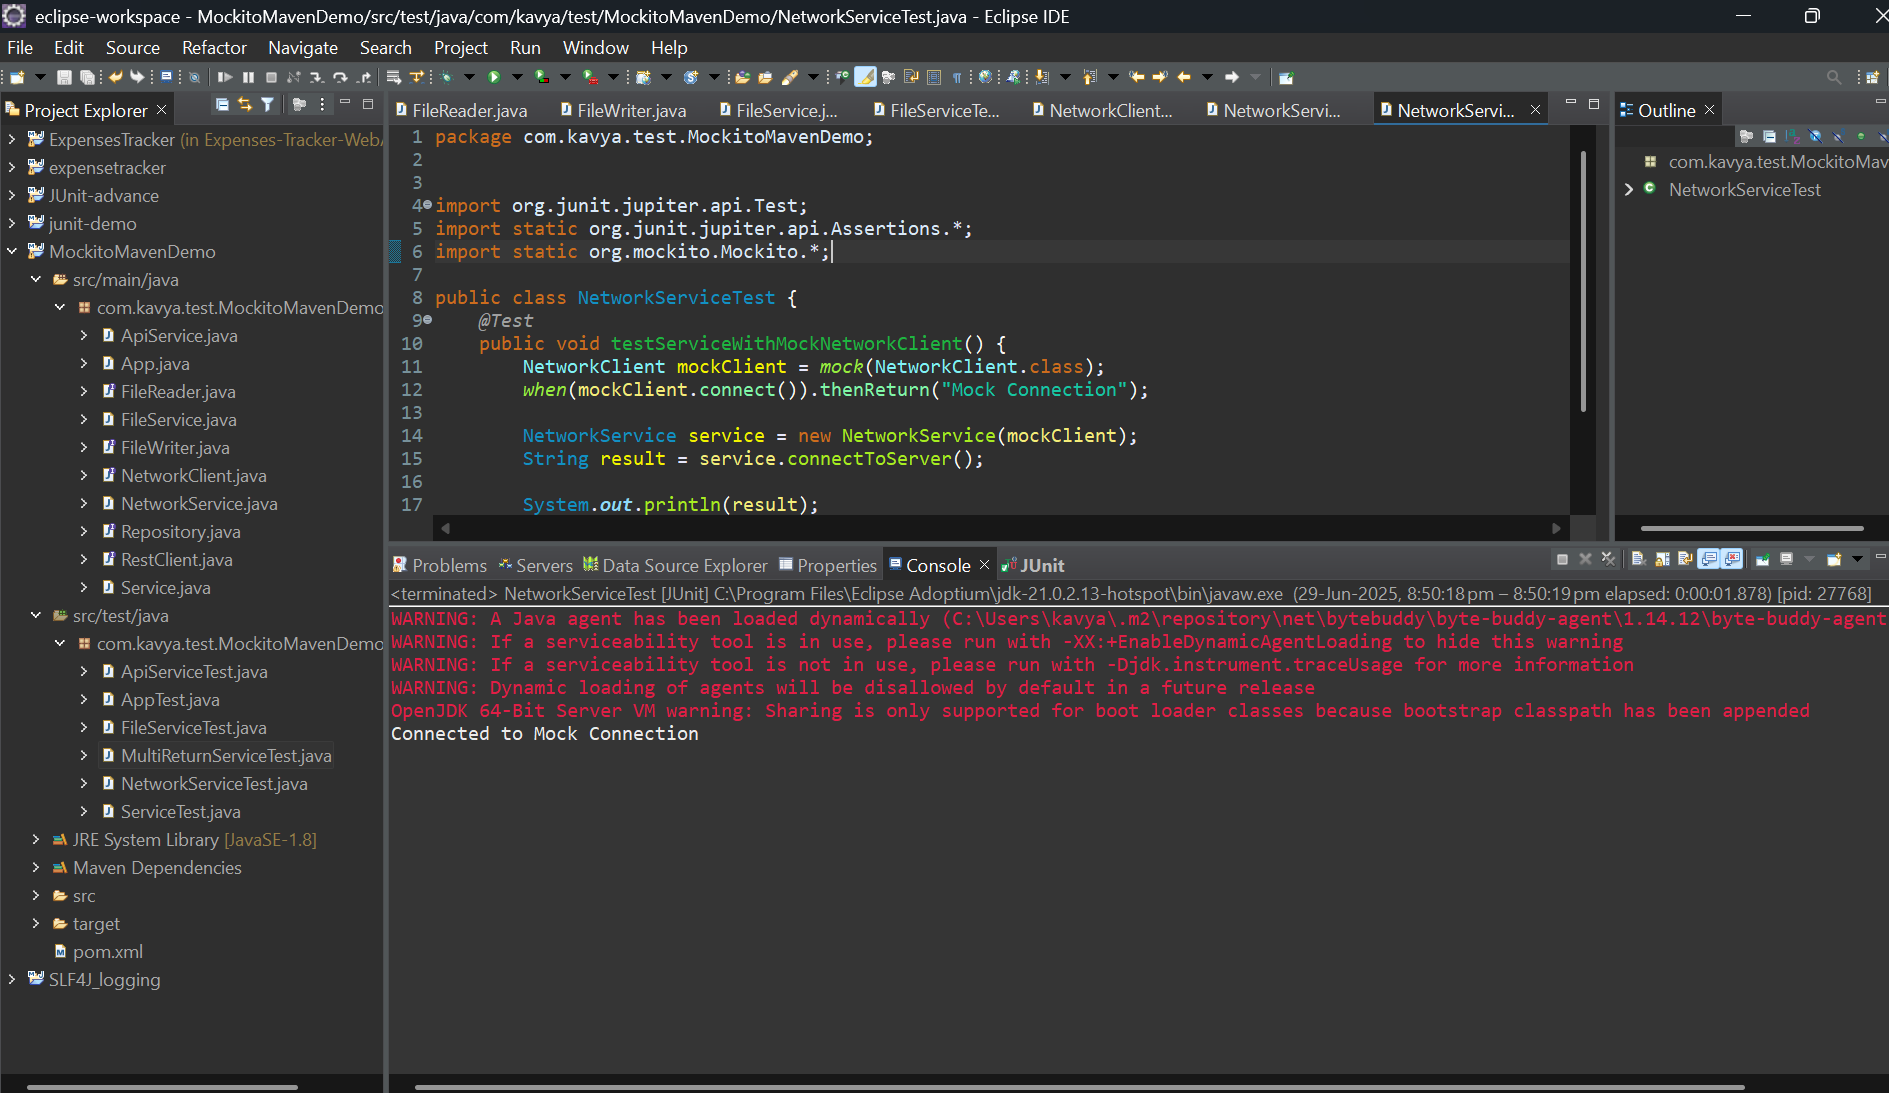 eclipse-workspace - MockitoMavenDemo/src/test/java/com/kavya/test/MockitoMavenDemo/NetworkServiceTest.java - Eclipse IDE
File Edit Source Refactor Navigate Search Project Run Window Help
Project Explorer
ExpensesTracker (in Expenses-Tracker-WebA
expensetracker
JUnit-advance
junit-demo
MockitoMavenDemo
src/main/java
com.kavya.test.MockitoMavenDemo
ApiService.java
App.java
FileReader.java
FileService.java
FileWriter.java
NetworkClient.java
NetworkService.java
Repository.java
RestClient.java
Service.java
src/test/java
com.kavya.test.MockitoMavenDemo
ApiServiceTest.java
AppTest.java
FileServiceTest.java
MultiReturnServiceTest.java
NetworkServiceTest.java
ServiceTest.java
JRE System Library [JavaSE-1.8]
Maven Dependencies
src
target
pom.xml
SLF4J_logging
FileReader.java FileWriter.java FileService.j... FileServiceTe... NetworkClient... NetworkServi... NetworkServi...
1 package com.kavya.test.MockitoMavenDemo;
2
3
4 import org.junit.jupiter.api.Test;
5 import static org.junit.jupiter.api.Assertions.*;
6 import static org.mockito.Mockito.*;
7
8 public class NetworkServiceTest {
9 @Test
10 public void testServiceWithMockNetworkClient() {
11 NetworkClient mockClient = mock(NetworkClient.class);
12 when(mockClient.connect()).thenReturn("Mock Connection");
13
14 NetworkService service = new NetworkService(mockClient);
15 String result = service.connectToServer();
16
17 System.out.println(result);
Outline
com.kavya.test.MockitoMav
NetworkServiceTest
Problems Servers Data Source Explorer Properties Console JUnit
<terminated> NetworkServiceTest [JUnit] C:\Program Files\Eclipse Adoptium\jdk-21.0.2.13-hotspot\bin\javaw.exe (29-Jun-2025, 8:50:18 pm – 8:50:19 pm elapsed: 0:00:01.878) [pid: 27768]
WARNING: A Java agent has been loaded dynamically (C:\Users\kavya\.m2\repository\net\bytebuddy\byte-buddy-agent\1.14.12\byte-buddy-agent
WARNING: If a serviceability tool is in use, please run with -XX:+EnableDynamicAgentLoading to hide this warning
WARNING: If a serviceability tool is not in use, please run with -Djdk.instrument.traceUsage for more information
WARNING: Dynamic loading of agents will be disallowed by default in a future release
OpenJDK 64-Bit Server VM warning: Sharing is only supported for boot loader classes because bootstrap classpath has been appended
Connected to Mock Connection